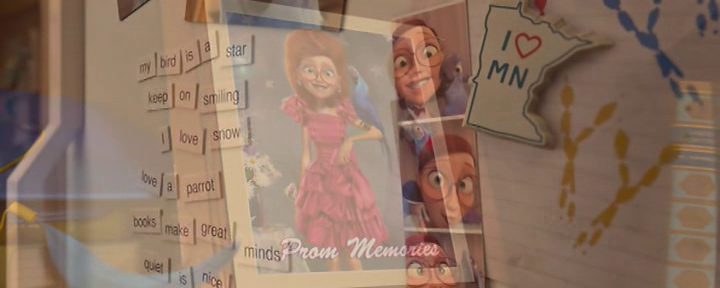 my bird is a star
keep on smiling
I love snow
love a parrot
books make great minds
quiet is nice
Prom Memories
I ♡
MN